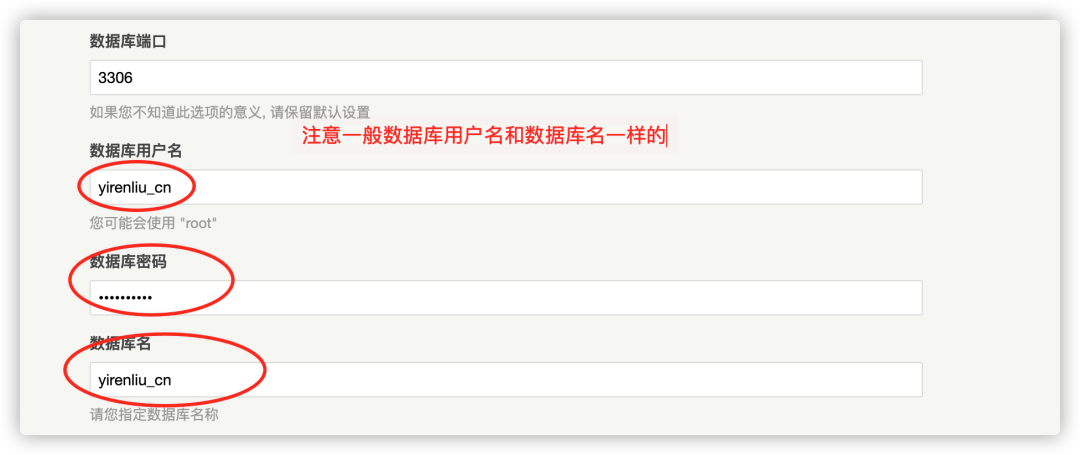 数据库端口
3306
如果您不知道此选项的意义, 请保留默认设置
注意一般数据库用户名和数据库名一样的
数据库用户名
yirenliu_cn
您可能会使用 "root"
数据库密码
••••••••••
数据库名
yirenliu_cn
请您指定数据库名称